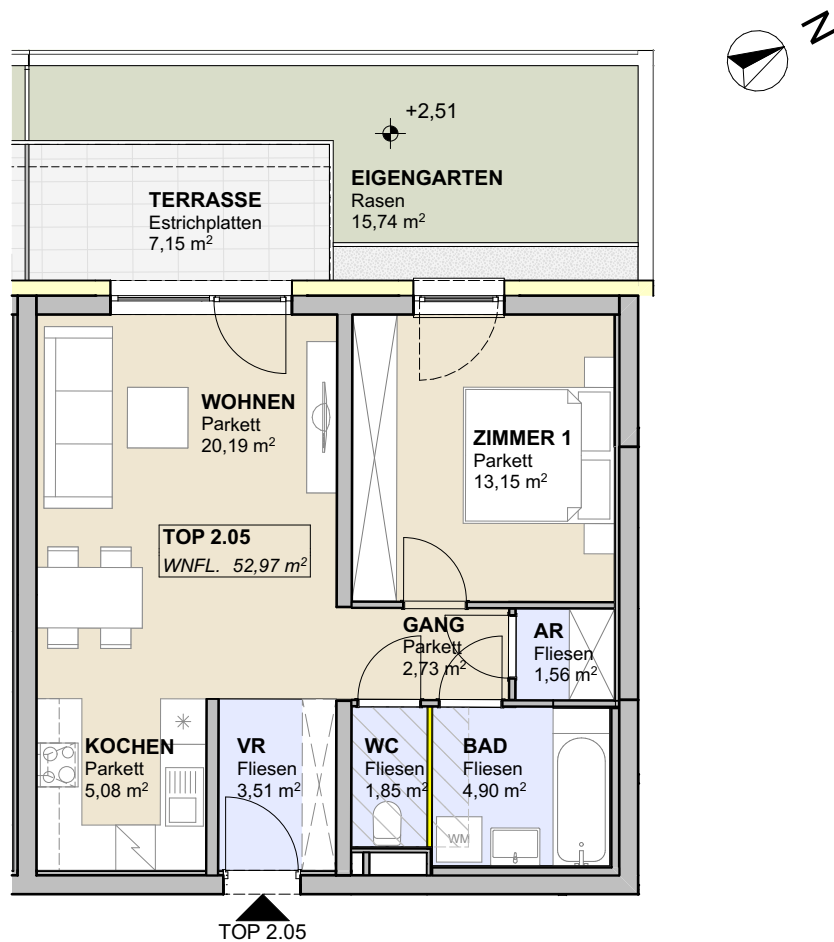 N
+2,51
EIGENGARTEN
Rasen
15,74 m²
TERRASSE
Estrichplatten
7,15 m²
WOHNEN
Parkett
20,19 m²
ZIMMER 1
Parkett
13,15 m²
TOP 2.05
WNFL. 52,97 m²
GANG
Parkett
2,73 m²
AR
Fliesen
1,56 m²
KOCHEN
Parkett
5,08 m²
VR
Fliesen
3,51 m²
WC
Fliesen
1,85 m²
BAD
Fliesen
4,90 m²
WM
TOP 2.05